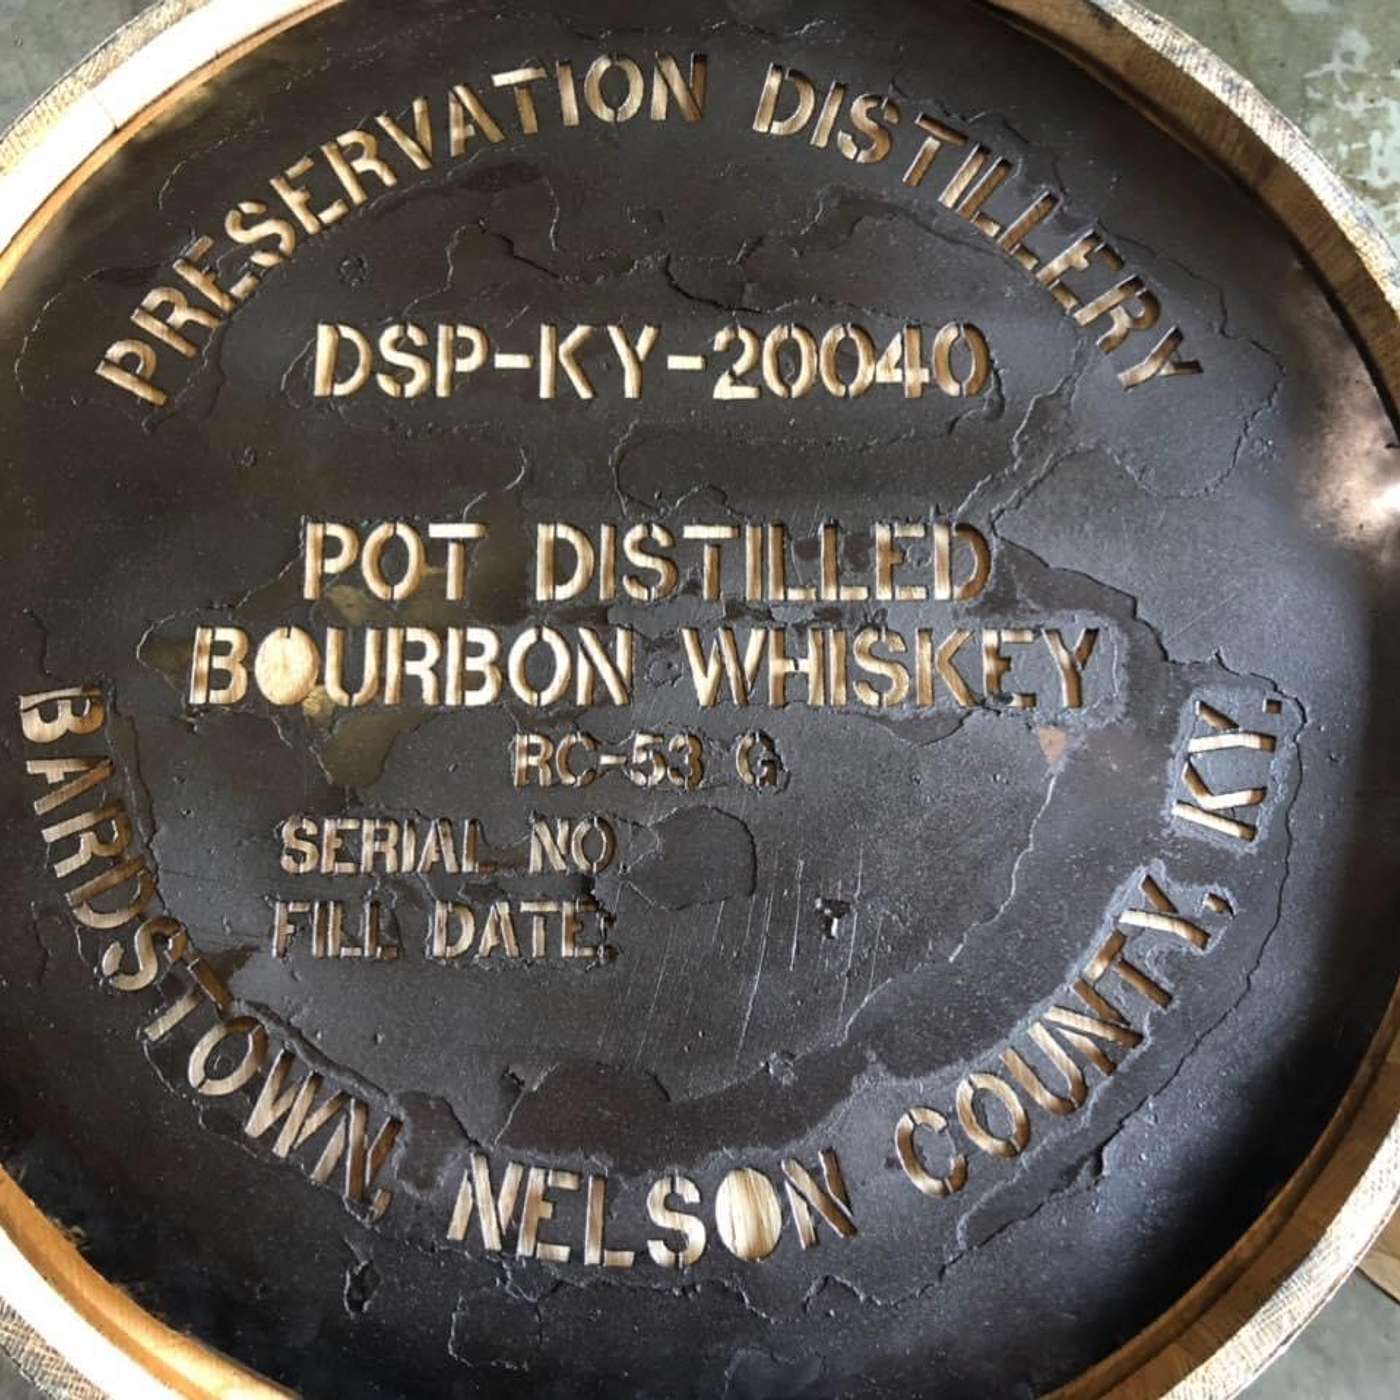 PRESERVATION DISTILLERY
DSP-KY-20040
POT DISTILLED
BOURBON WHISKEY
RC-53 G
SERIAL NO
FILL DATE:
BARDSTOWN, NELSON COUNTY, KY.